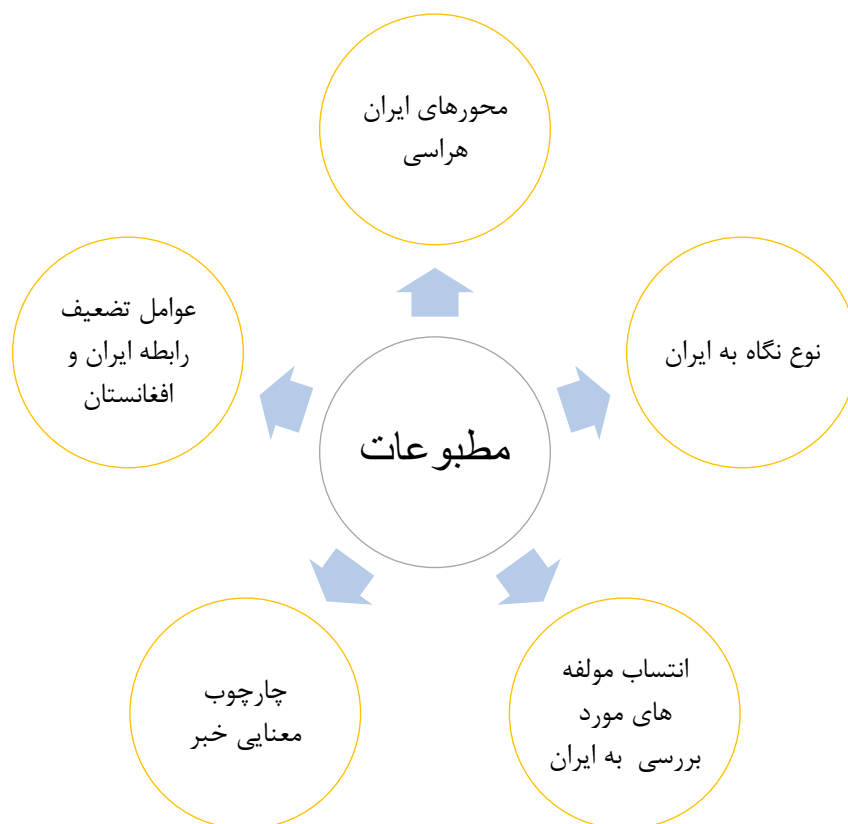 محورهای ایران
هراسی
نوع نگاه به ایران
عوامل تضعیف
رابطه ایران و
افغانستان
مطبوعات
انتساب مولفه
های مورد
بررسی به ایران
چارچوب
معنایی خبر